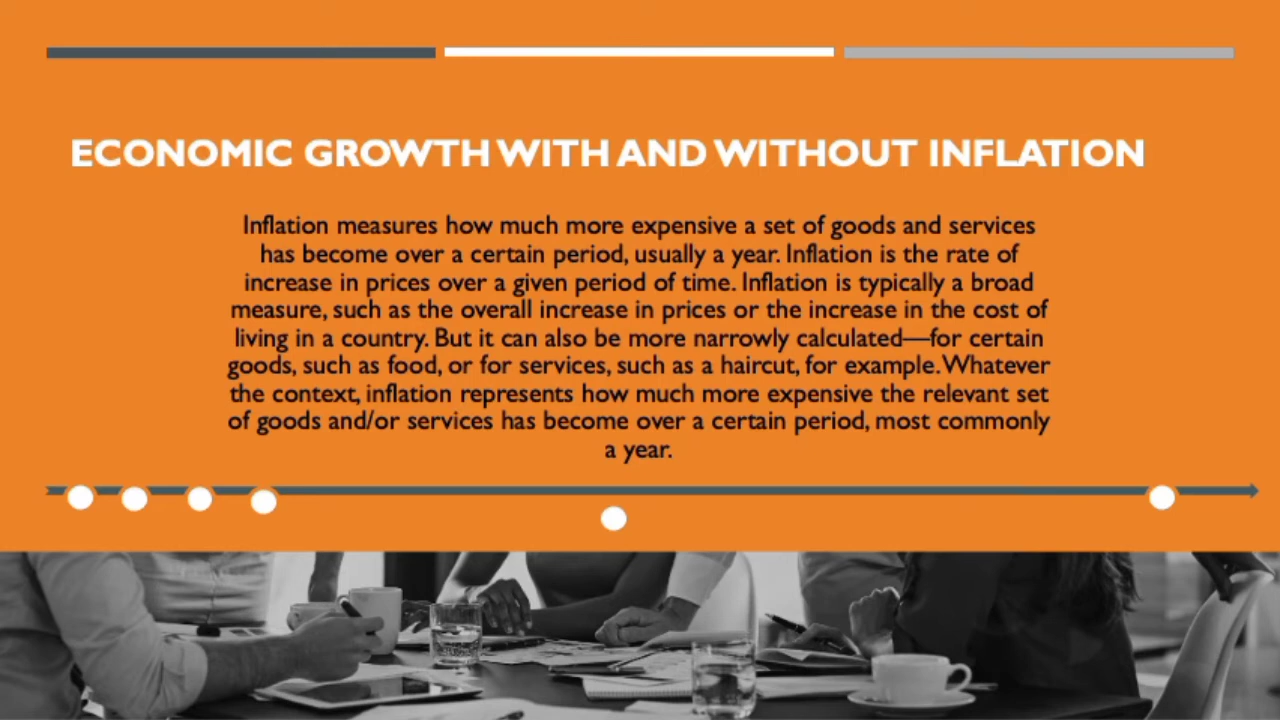 ECONOMIC GROWTH WITH AND WITHOUT INFLATION
Inflation measures how much more expensive a set of goods and services
has become over a certain period, usually a year. Inflation is the rate of
increase in prices over a given period of time. Inflation is typically a broad
measure, such as the overall increase in prices or the increase in the cost of
living in a country. But it can also be more narrowly calculated—for certain
goods, such as food, or for services, such as a haircut, for example. Whatever
the context, inflation represents how much more expensive the relevant set
of goods and/or services has become over a certain period, most commonly
a year.